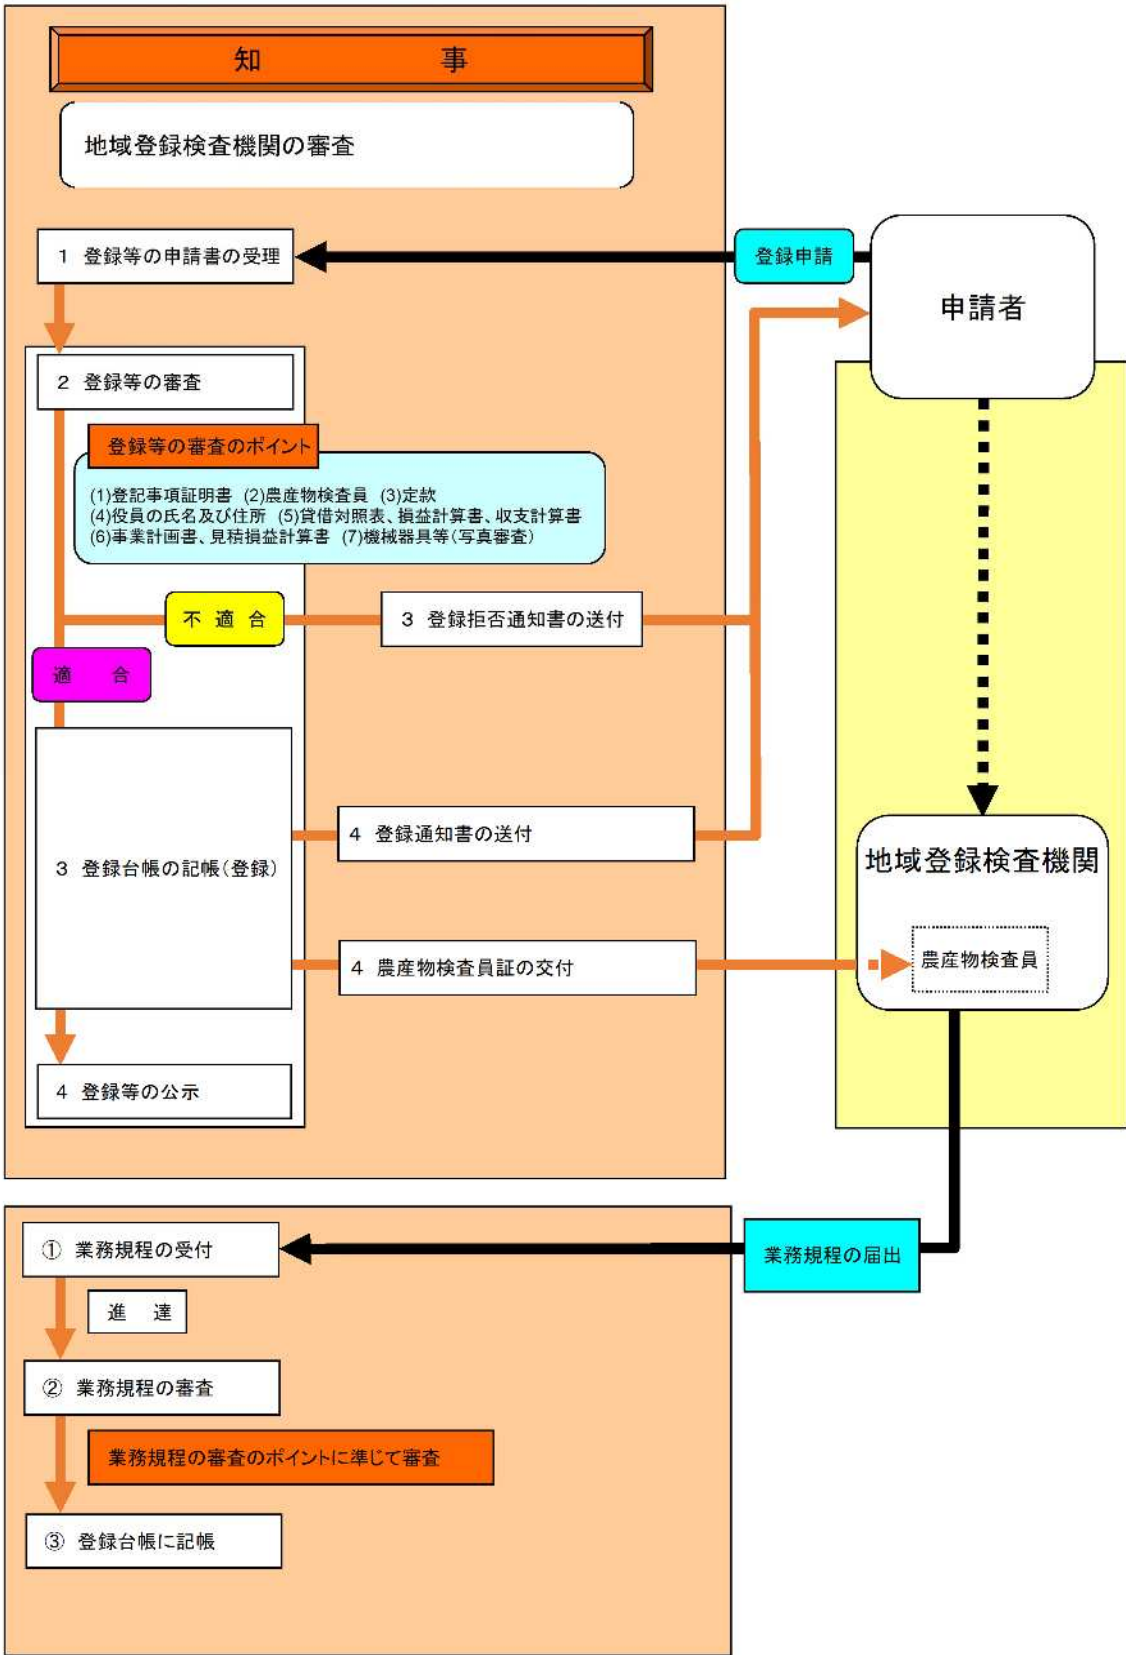 知　　事
地域登録検査機関の審査
1 登録等の申請書の受理
登録申請
申請者
2 登録等の審査
登録等の審査のポイント
(1)登記事項証明書 (2)農産物検査員 (3)定款
(4)役員の氏名及び住所 (5)貸借対照表、損益計算書、収支計算書
(6)事業計画書、見積損益計算書 (7)機械器具等(写真審査)
不 適 合
3 登録拒否通知書の送付
適　合
3 登録台帳の記帳(登録)
4 登録通知書の送付
地域登録検査機関
4 農産物検査員証の交付
農産物検査員
4 登録等の公示
① 業務規程の受付
業務規程の届出
進 達
② 業務規程の審査
業務規程の審査のポイントに準じて審査
③ 登録台帳に記帳